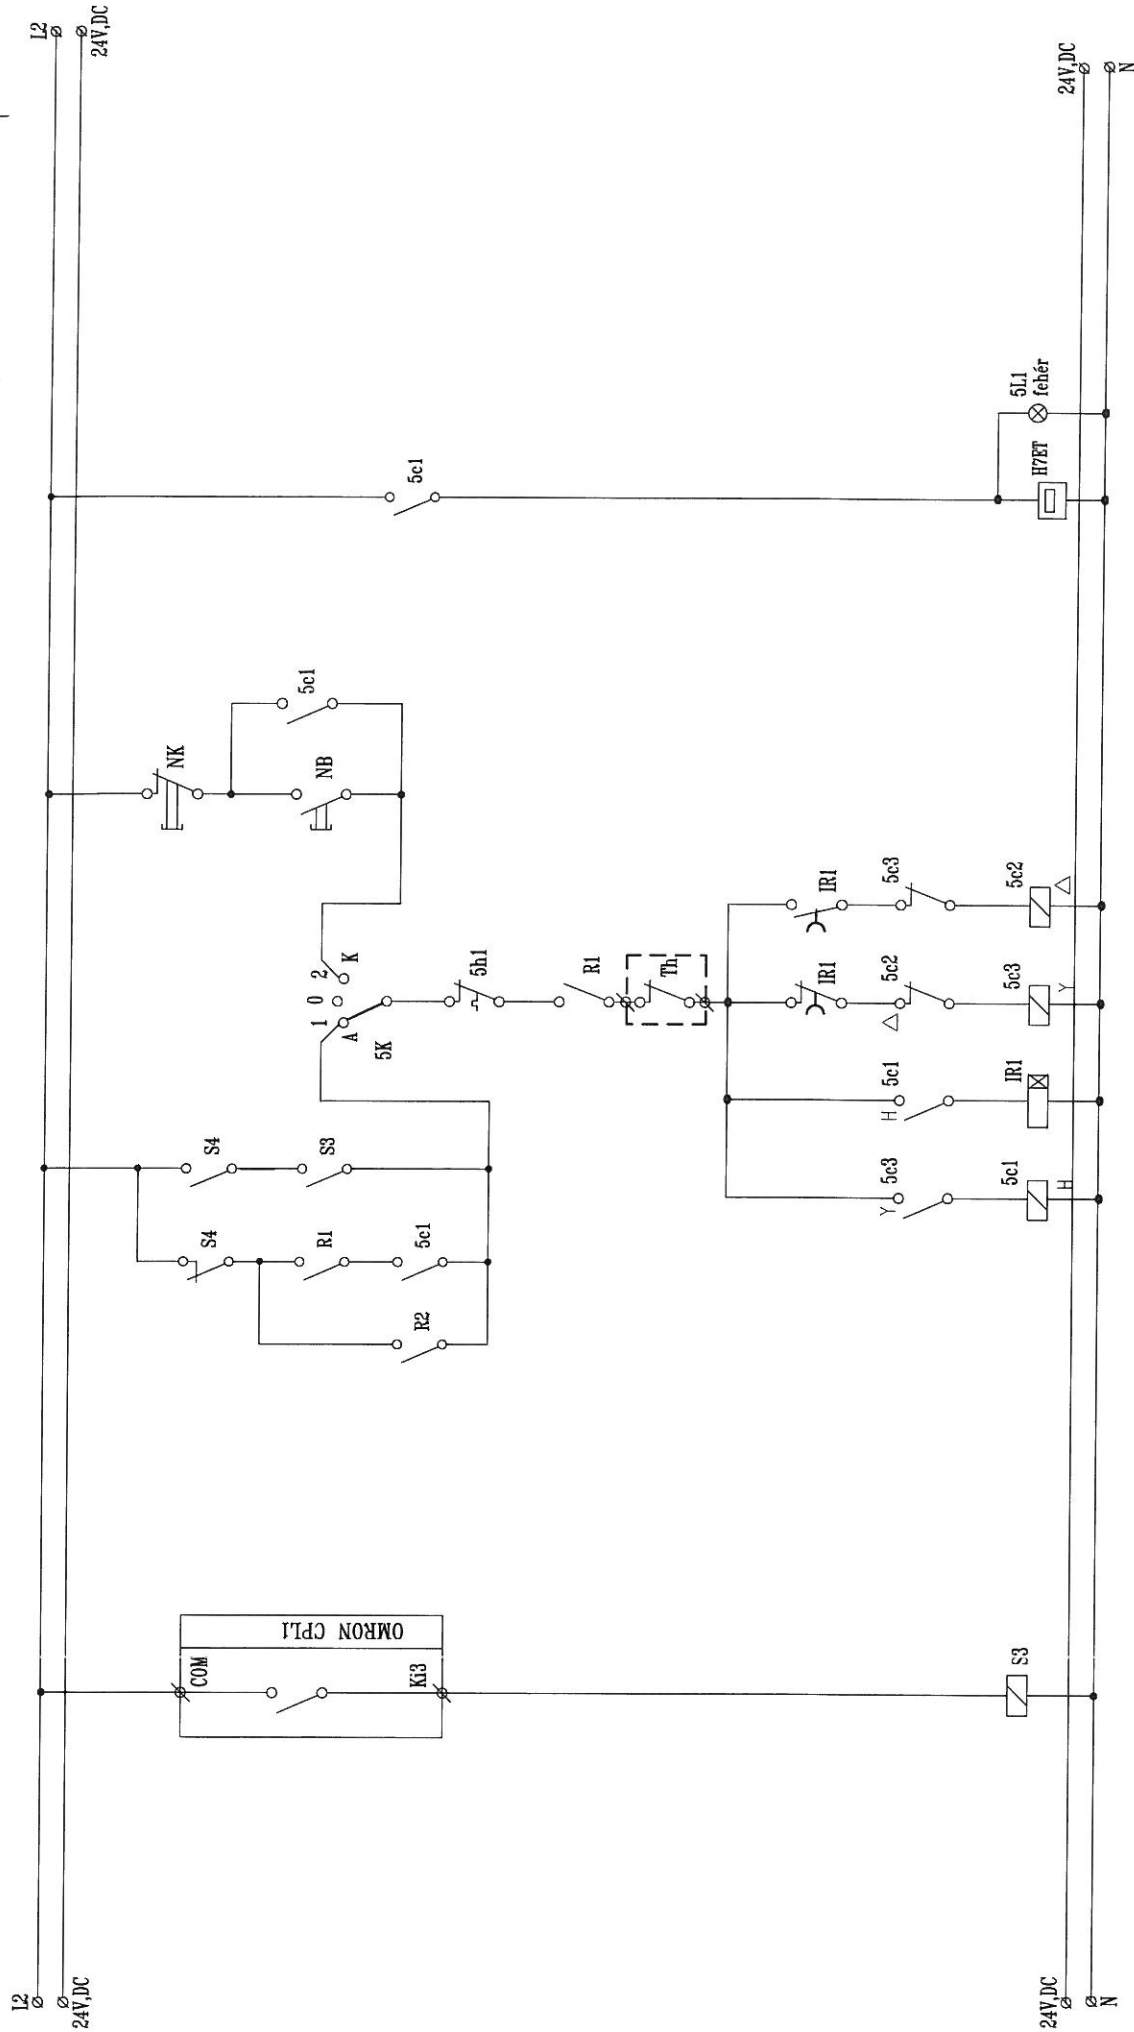 L2
24V,DC
L2
24V,DC
OMRON CPL1
COM
Ki3
S3
S4
S4
S3
R1
5c1
R2
1 0 2
A
K
5K
NK
NB
5c1
5h1
R1
Th
5c3
Y
5c1
H
5c1
H
IR1
IR1
5c2
△
5c3
Y
IR1
5c3
5c2
△
5c1
H7ET
5L1
fehér
24V,DC
N
24V,DC
N